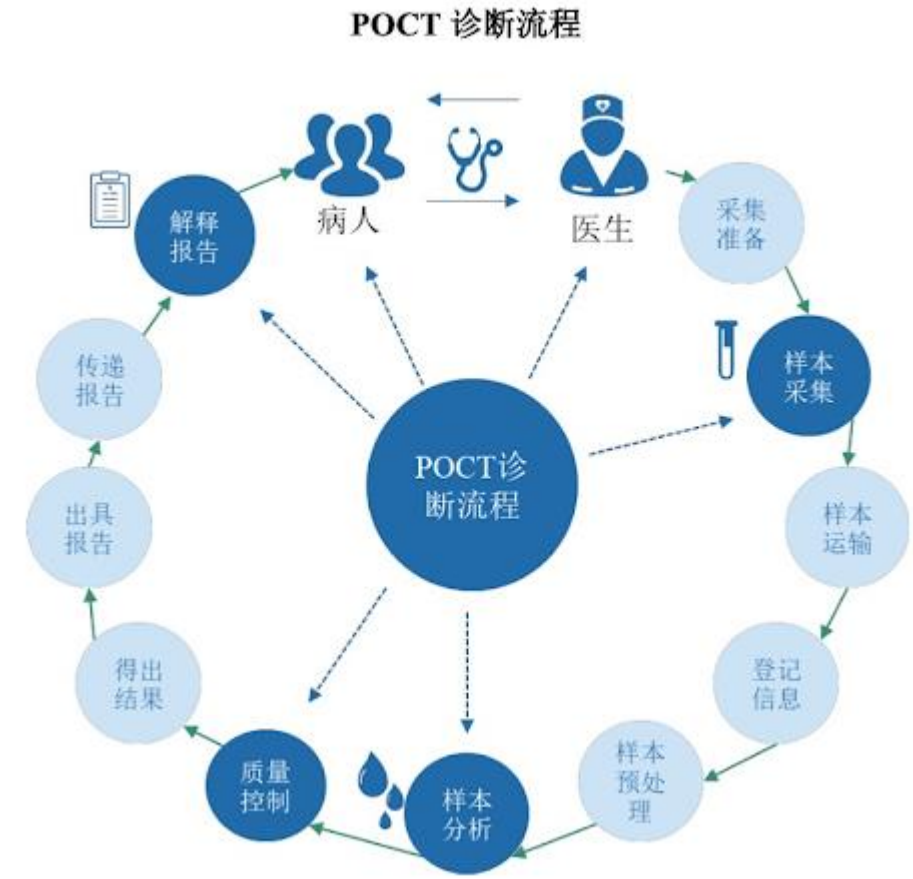 POCT 诊断流程
病人
医生
采集
准备
样本
采集
样本
运输
登记
信息
样本
预处
理
样本
分析
质量
控制
得出
结果
出具
报告
传递
报告
解释
报告
POCT诊
断流程